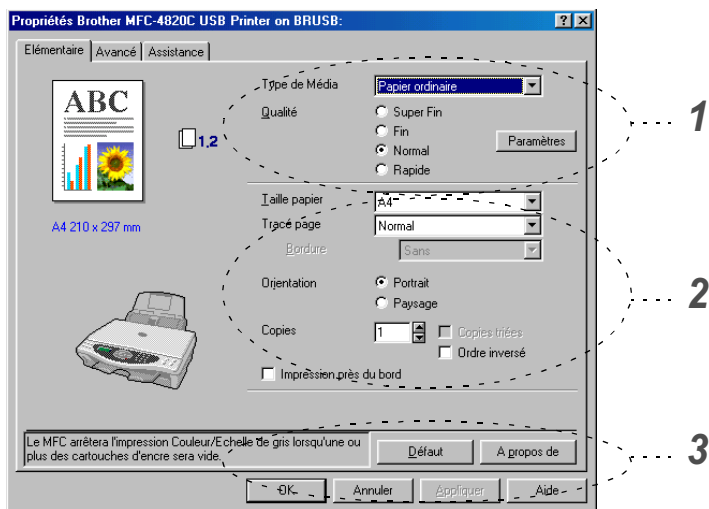 Propriétés Brother MFC-4820C USB Printer on BRUSB:
Elémentaire Avancé Assistance
ABC
1.2
A4 210 x 297 mm
Type de Média Papier ordinaire
Qualité Super Fin
Fin
Normal
Rapide
Paramètres
1
Taille papier A4
Tracé page Normal
Bordure Sans
Orientation Portrait
Paysage
Copies 1 Copies triées
Ordre inversé
Impression près du bord
2
Le MFC arrêtera l'impression Couleur/Echelle de gris lorsqu'une ou
plus des cartouches d'encre sera vide.
Défaut A propos de
3
OK Annuler Appliquer Aide